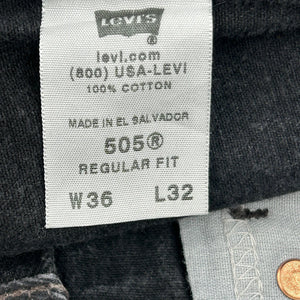 LEVI'S
®
levi.com
(800) USA-LEVI
100% COTTON
MADE IN EL SALVADOR
505®
REGULAR FIT
W36 L32